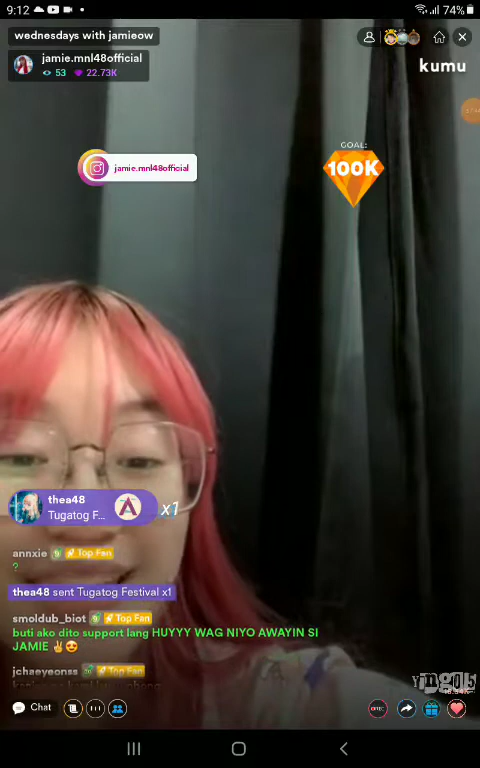 9:12
74%
wednesdays with jamieow
jamie.mnl48official
53 22.73K
kumu
jamie.mnl48official
GOAL:
100K
thea48
Tugatog F...
x1
annxie Top Fan
?
thea48 sent Tugatog Festival x1
smoldub_biot Top Fan
buti ako dito support lang HUYYY WAG NIYO AWAYIN SI
JAMIE ✌😍
jchaeyeonss Top Fan
Chat